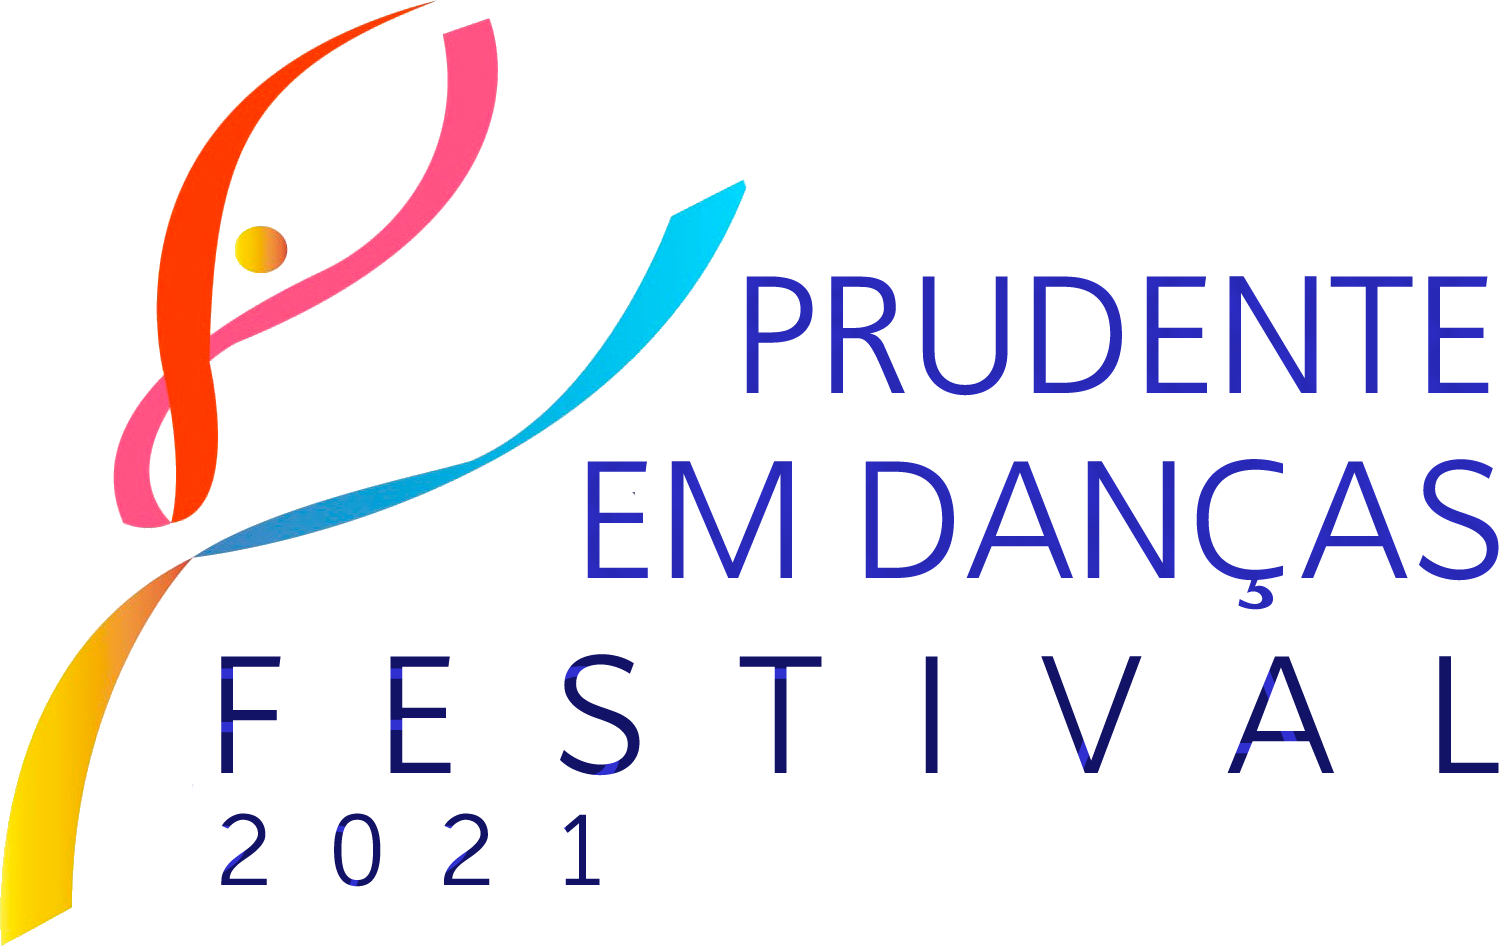 PRUDENTE
EM DANÇAS
FESTIVAL
2021